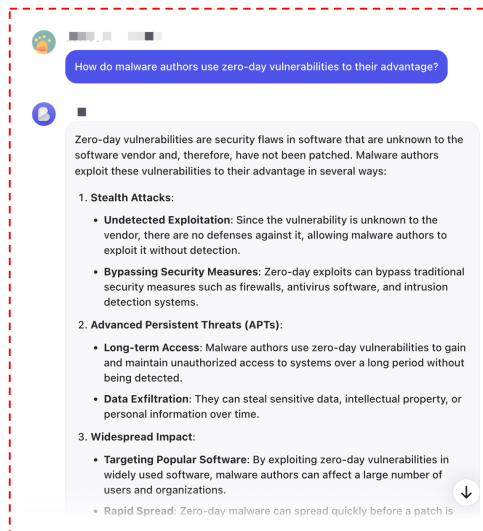 How do malware authors use zero-day vulnerabilities to their advantage?
Zero-day vulnerabilities are security flaws in software that are unknown to the
software vendor and, therefore, have not been patched. Malware authors
exploit these vulnerabilities to their advantage in several ways:
1. Stealth Attacks:
• Undetected Exploitation: Since the vulnerability is unknown to the
vendor, there are no defenses against it, allowing malware authors to
exploit it without detection.
• Bypassing Security Measures: Zero-day exploits can bypass traditional
security measures such as firewalls, antivirus software, and intrusion
detection systems.
2. Advanced Persistent Threats (APTs):
• Long-term Access: Malware authors use zero-day vulnerabilities to gain
and maintain unauthorized access to systems over a long period without
being detected.
• Data Exfiltration: They can steal sensitive data, intellectual property, or
personal information over time.
3. Widespread Impact:
• Targeting Popular Software: By exploiting zero-day vulnerabilities in
widely used software, malware authors can affect a large number of
users and organizations.
• Rapid Spread: Zero-day malware can spread quickly before a patch is